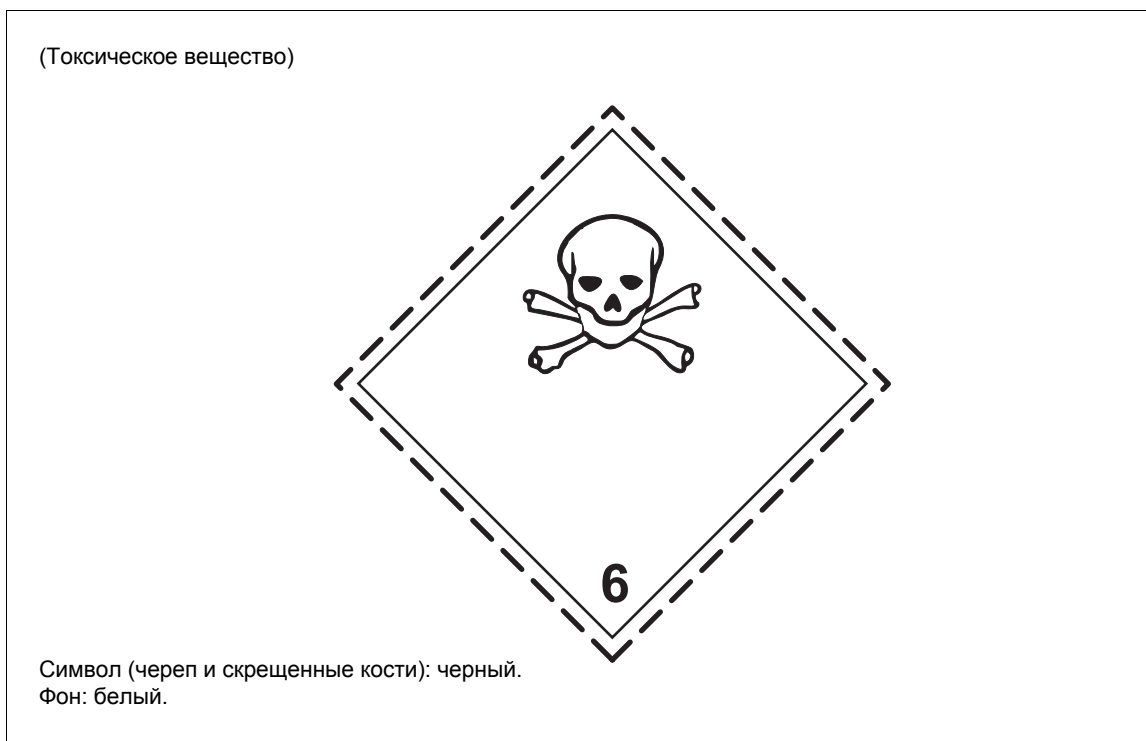 (Токсическое вещество)
6
Символ (череп и скрещенные кости): черный.
Фон: белый.